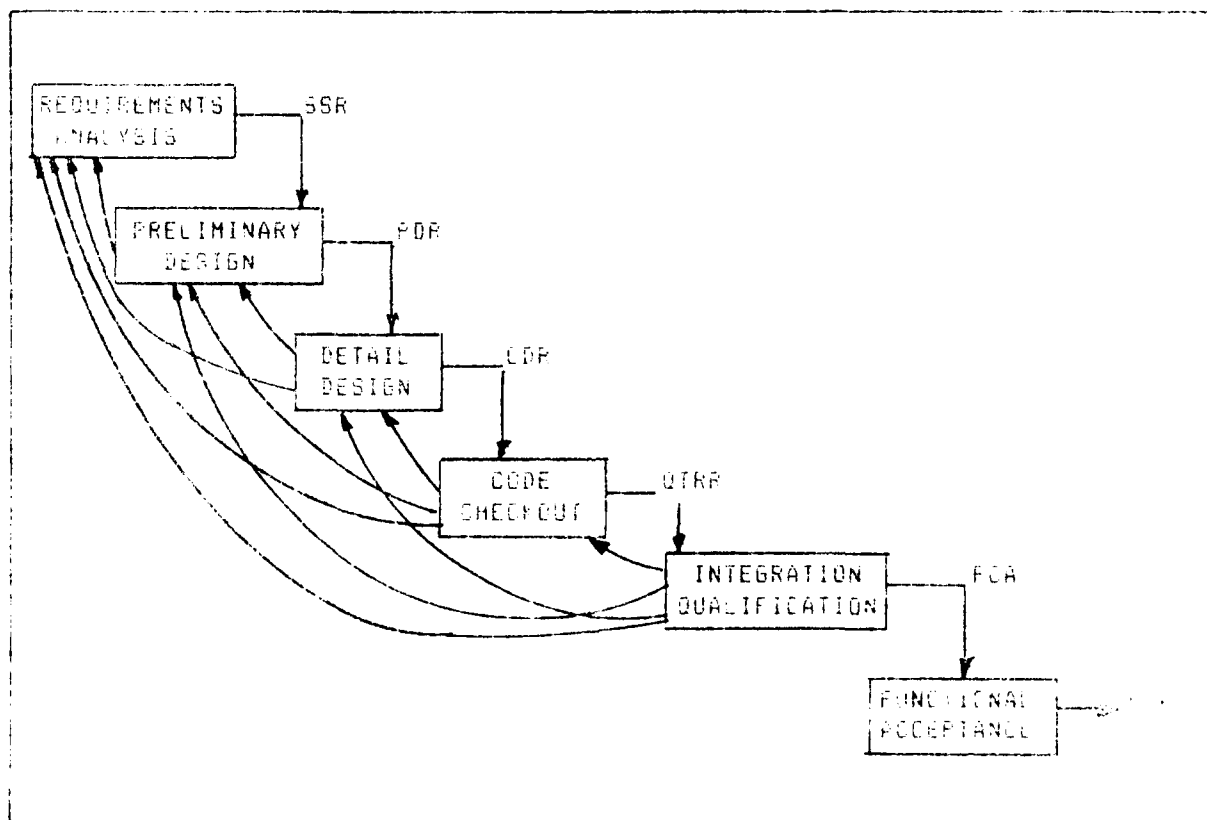 REQUIREMENTS
ANALYSIS
SSR
PRELIMINARY
DESIGN
PDR
DETAIL
DESIGN
CDR
CODE
CHECKOUT
QTRR
INTEGRATION
QUALIFICATION
FCA
FUNCTIONAL
ACCEPTANCE